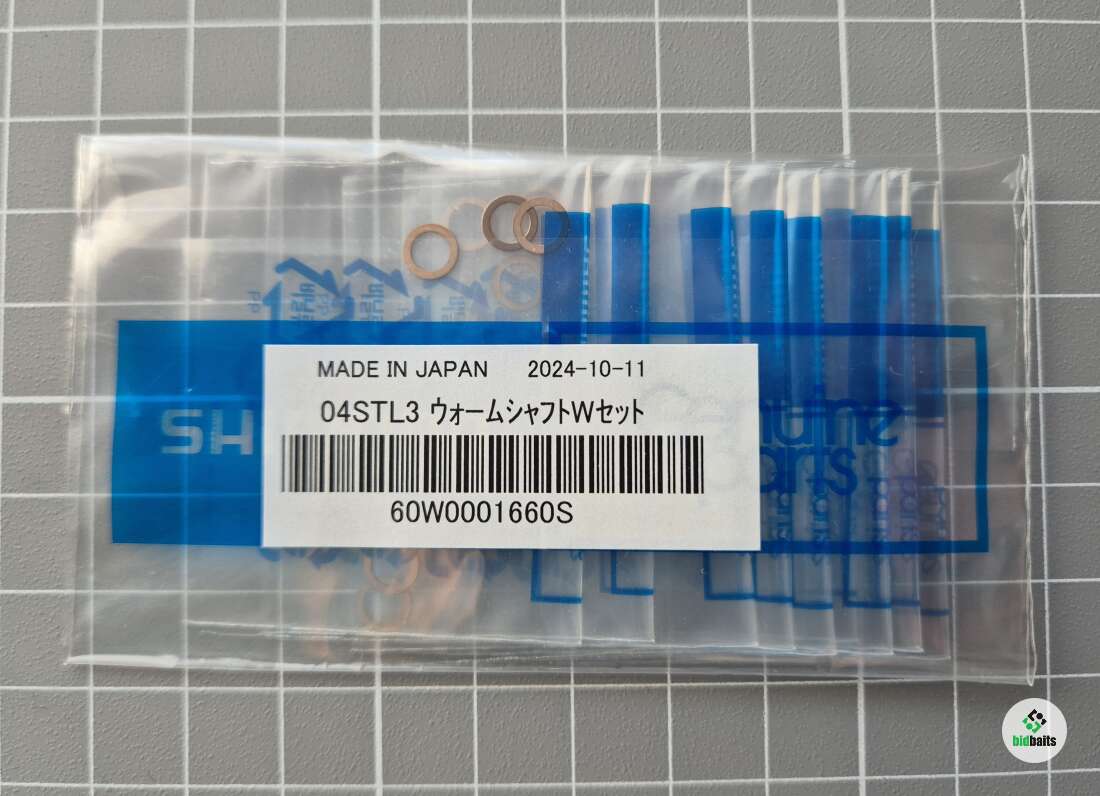 MADE IN JAPAN 2024-10-11
04STL3 ウォームシャフトWセット
SH
60W0001660S
bidbaits